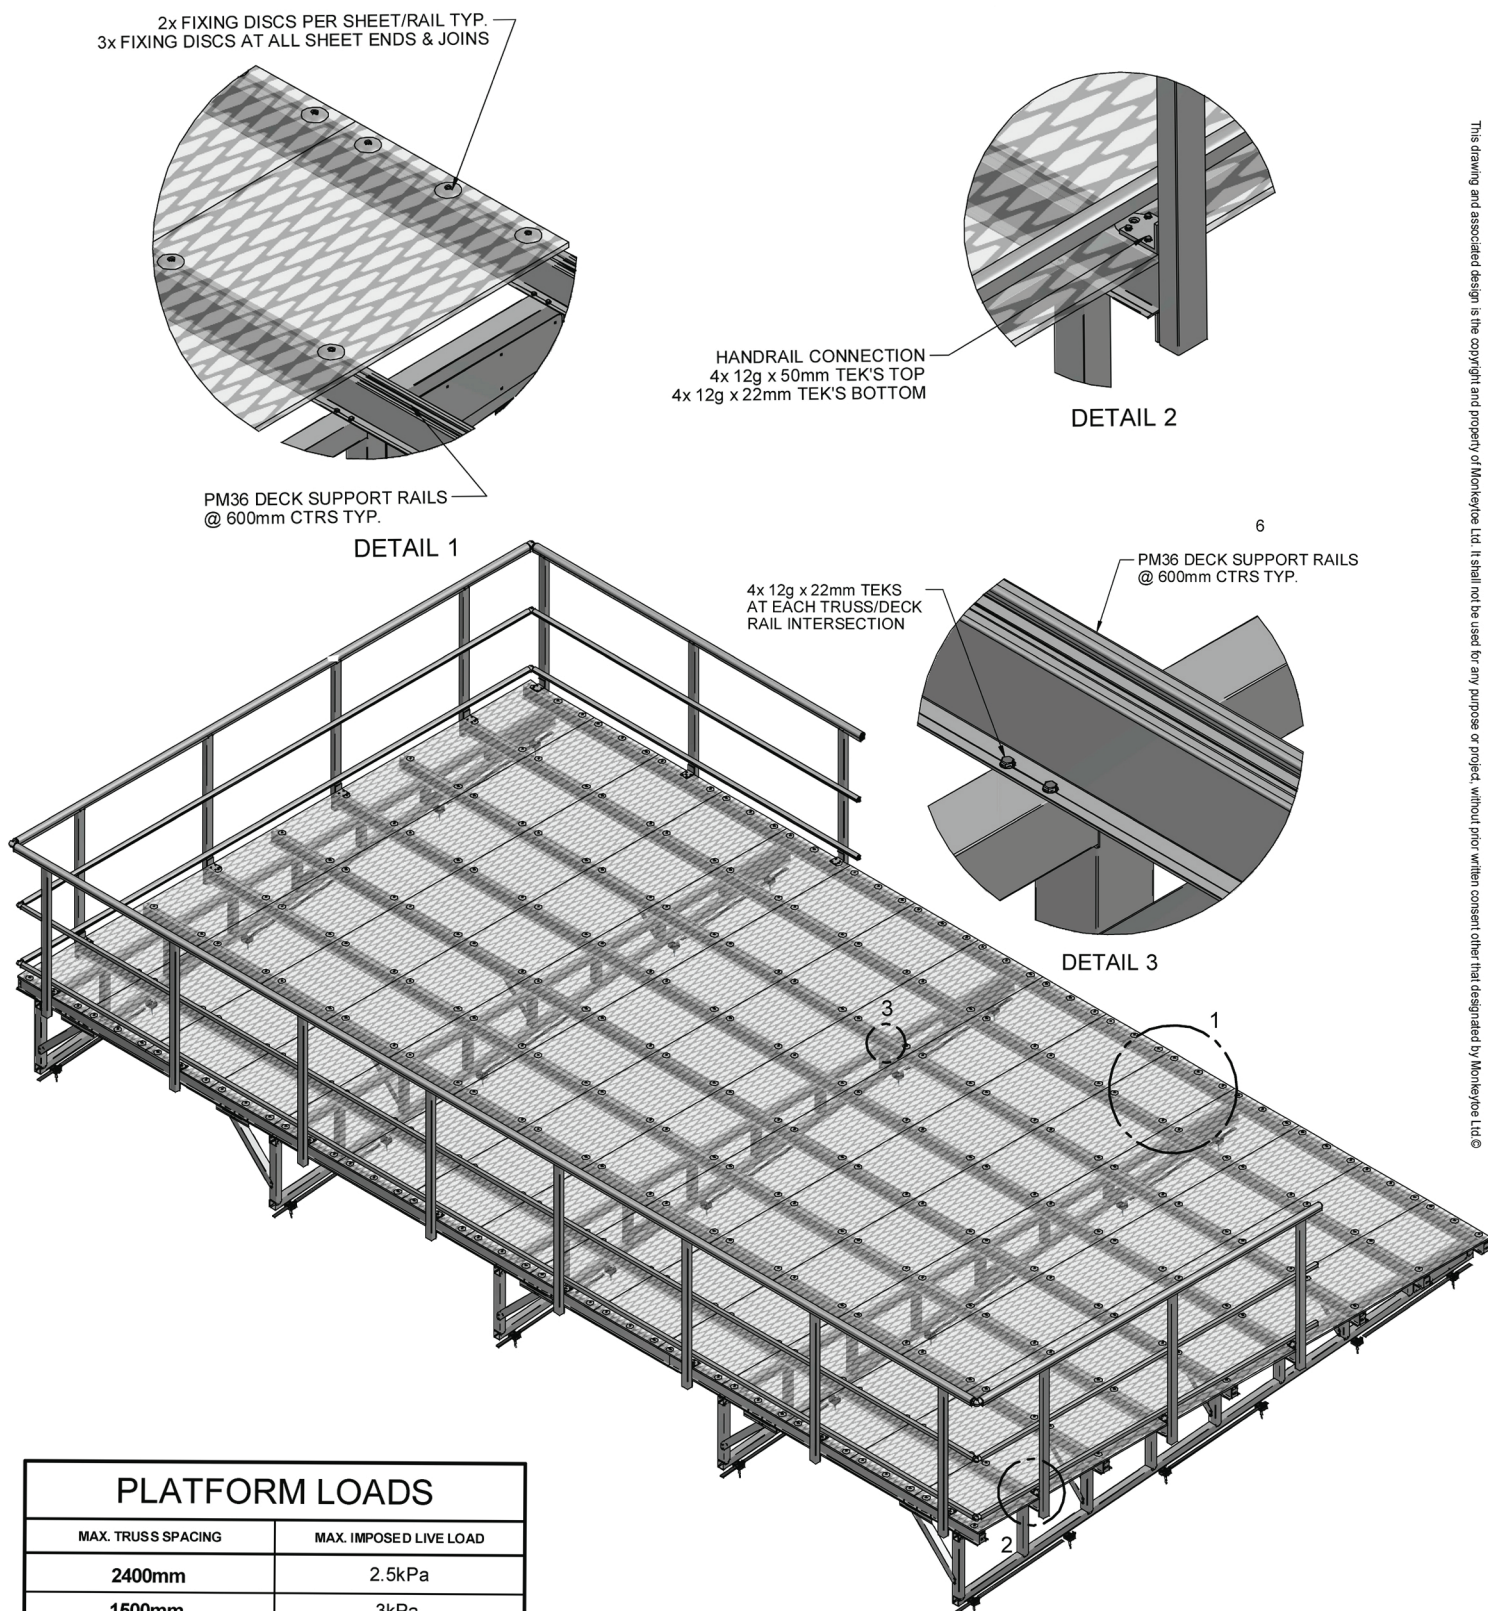 2x FIXING DISCS PER SHEET/RAIL TYP.
3x FIXING DISCS AT ALL SHEET ENDS & JOINS
PM36 DECK SUPPORT RAILS
@ 600mm CTRS TYP.
DETAIL 1
HANDRAIL CONNECTION
4x 12g x 50mm TEK'S TOP
4x 12g x 22mm TEK'S BOTTOM
DETAIL 2
6
PM36 DECK SUPPORT RAILS
@ 600mm CTRS TYP.
4x 12g x 22mm TEKS
AT EACH TRUSS/DECK
RAIL INTERSECTION
DETAIL 3
3
1
2
PLATFORM LOADS
MAX. TRUSS SPACING MAX. IMPOSED LIVE LOAD
2400mm 2.5kPa
1500mm 3kPa
This drawing and associated design is the copyright and property of Monkeytoe Ltd. It shall not be used for any purpose or project, without prior written consent other that designated by Monkeytoe Ltd.©